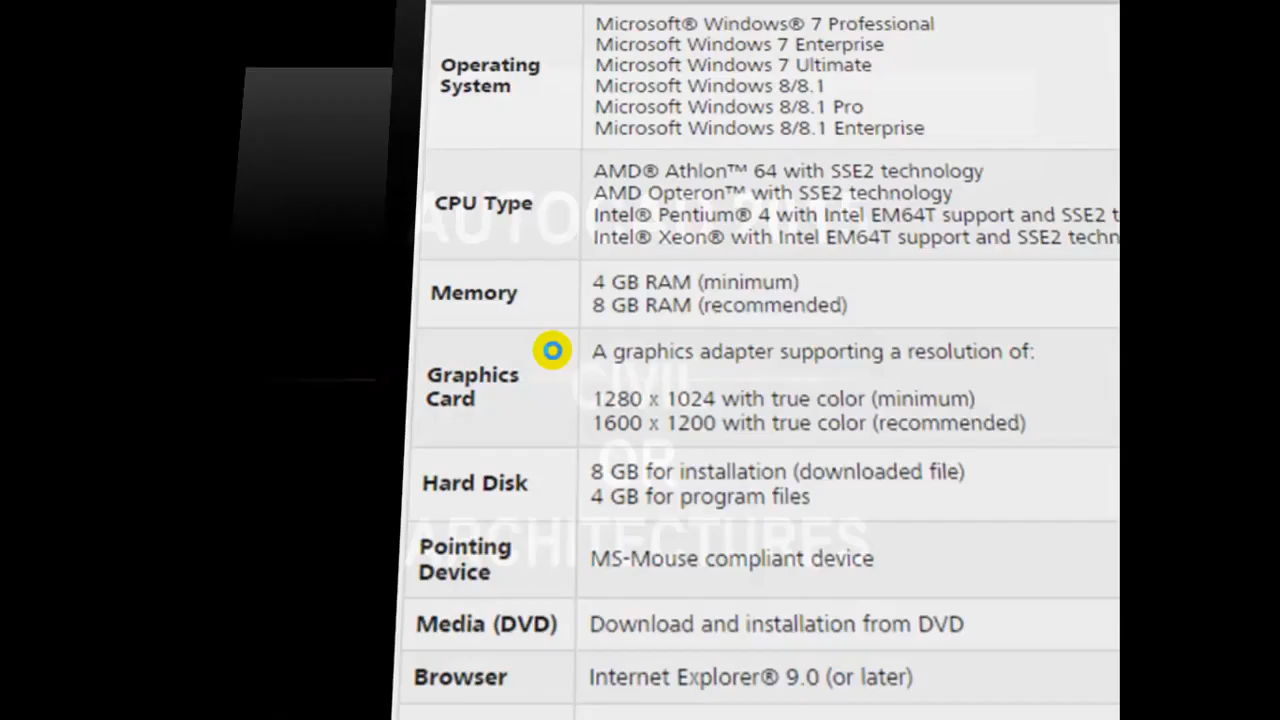 Microsoft® Windows® 7 Professional
Microsoft Windows 7 Enterprise
Operating System
Microsoft Windows 7 Ultimate
Microsoft Windows 8/8.1
Microsoft Windows 8/8.1 Pro
Microsoft Windows 8/8.1 Enterprise
CPU Type
AMD® Athlon™ 64 with SSE2 technology
AMD Opteron™ with SSE2 technology
Intel® Pentium® 4 with Intel EM64T support and SSE2 t
Intel® Xeon® with Intel EM64T support and SSE2 techn
Memory
4 GB RAM (minimum)
8 GB RAM (recommended)
Graphics
Card
A graphics adapter supporting a resolution of:
1280 x 1024 with true color (minimum)
1600 x 1200 with true color (recommended)
CIVIL
OR
ARCHITECTURES
Hard Disk
8 GB for installation (downloaded file)
4 GB for program files
Pointing
Device
MS-Mouse compliant device
Media (DVD)
Download and installation from DVD
Browser
Internet Explorer® 9.0 (or later)